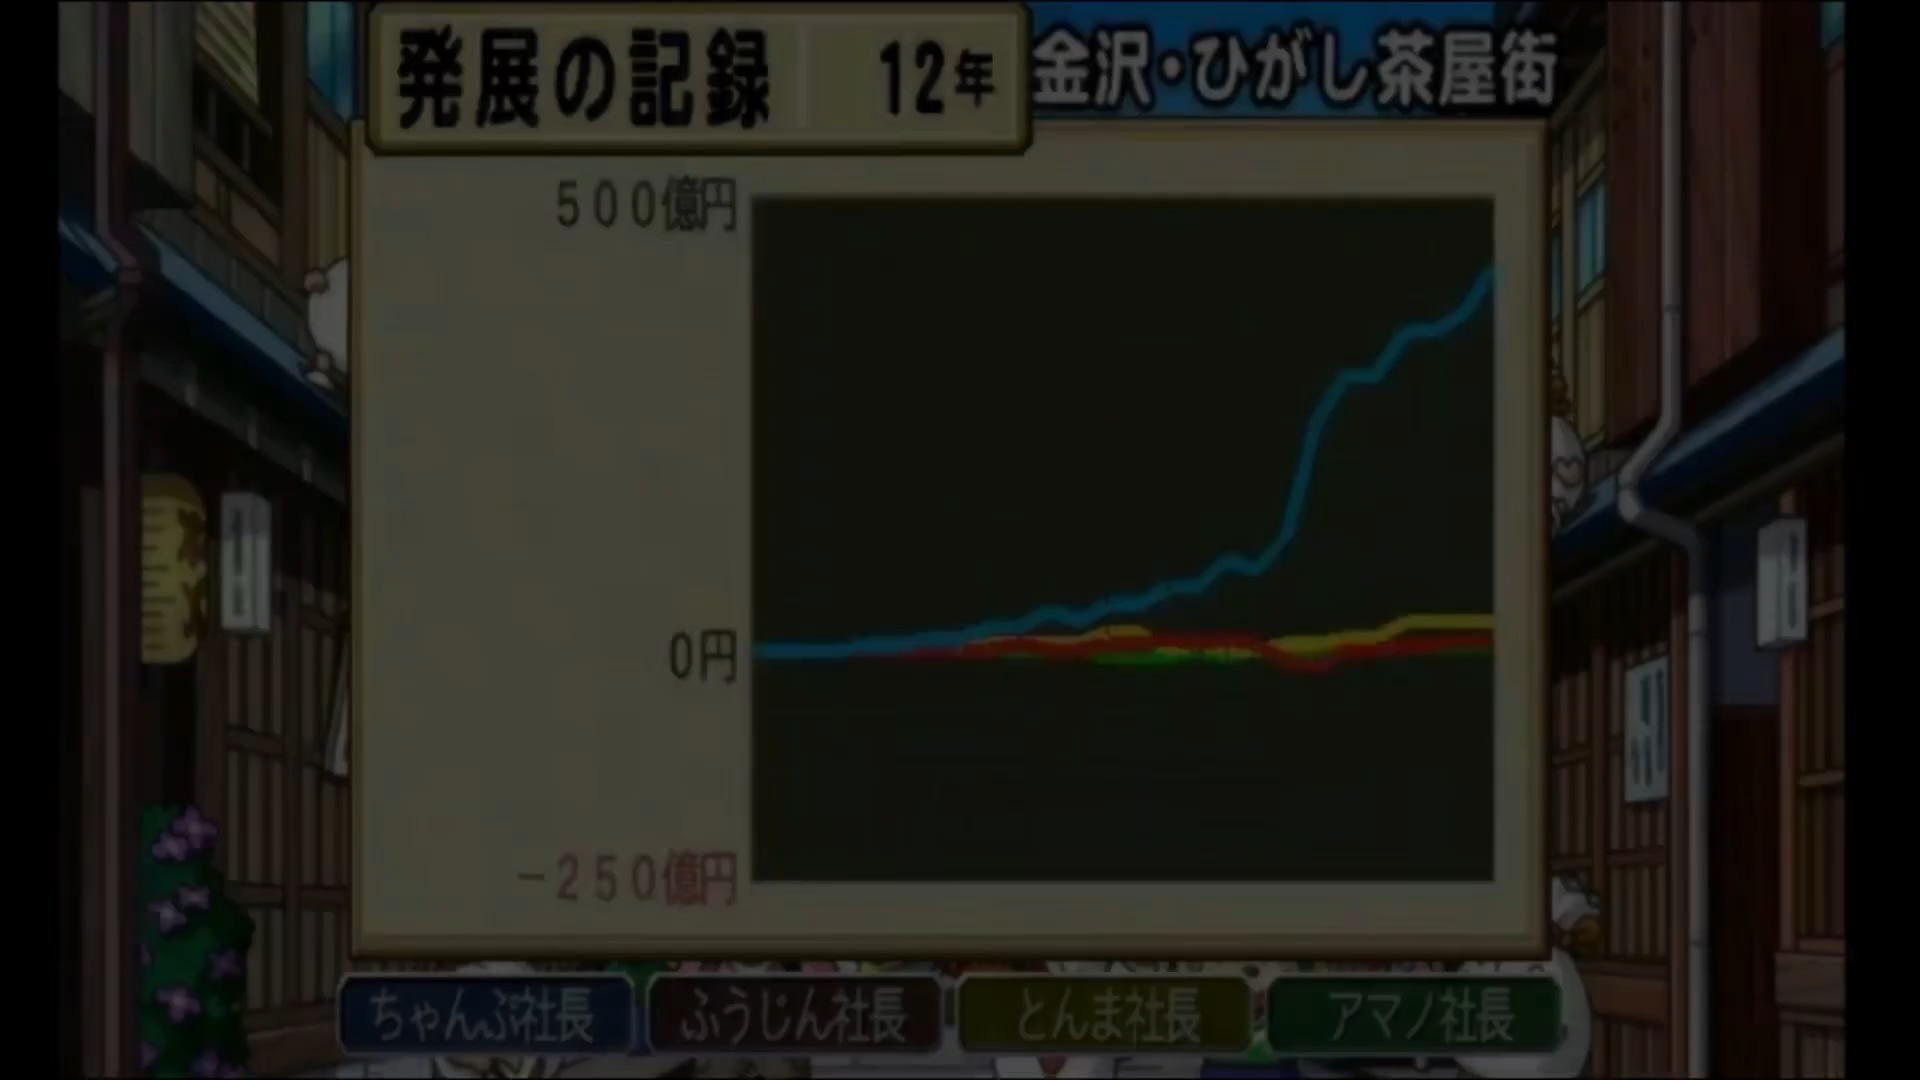 発展の記録 12年
金沢・ひがし茶屋街
500億円
0円
-250億円
ちゃんぷ社長 ふうじん社長 とんま社長 アマノ社長